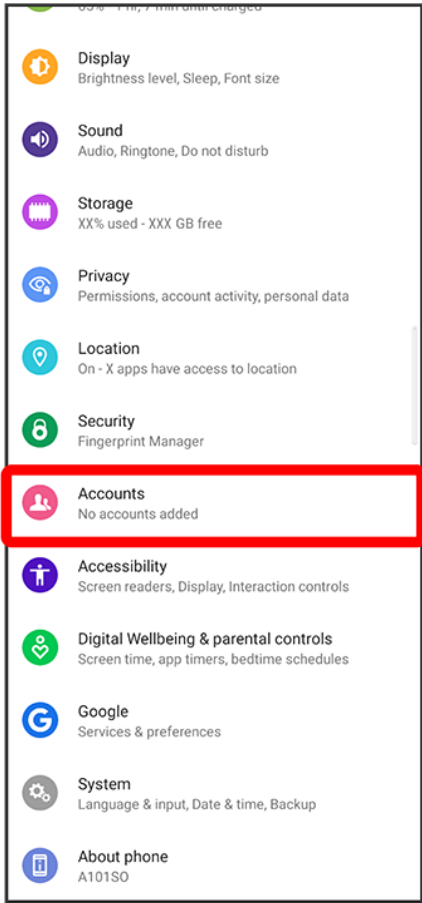 Display
Brightness level, Sleep, Font size
Sound
Audio, Ringtone, Do not disturb
Storage
XX% used - XXX GB free
Privacy
Permissions, account activity, personal data
Location
On - X apps have access to location
Security
Fingerprint Manager
Accounts
No accounts added
Accessibility
Screen readers, Display, Interaction controls
Digital Wellbeing & parental controls
Screen time, app timers, bedtime schedules
Google
Services & preferences
System
Language & input, Date & time, Backup
About phone
A101SO